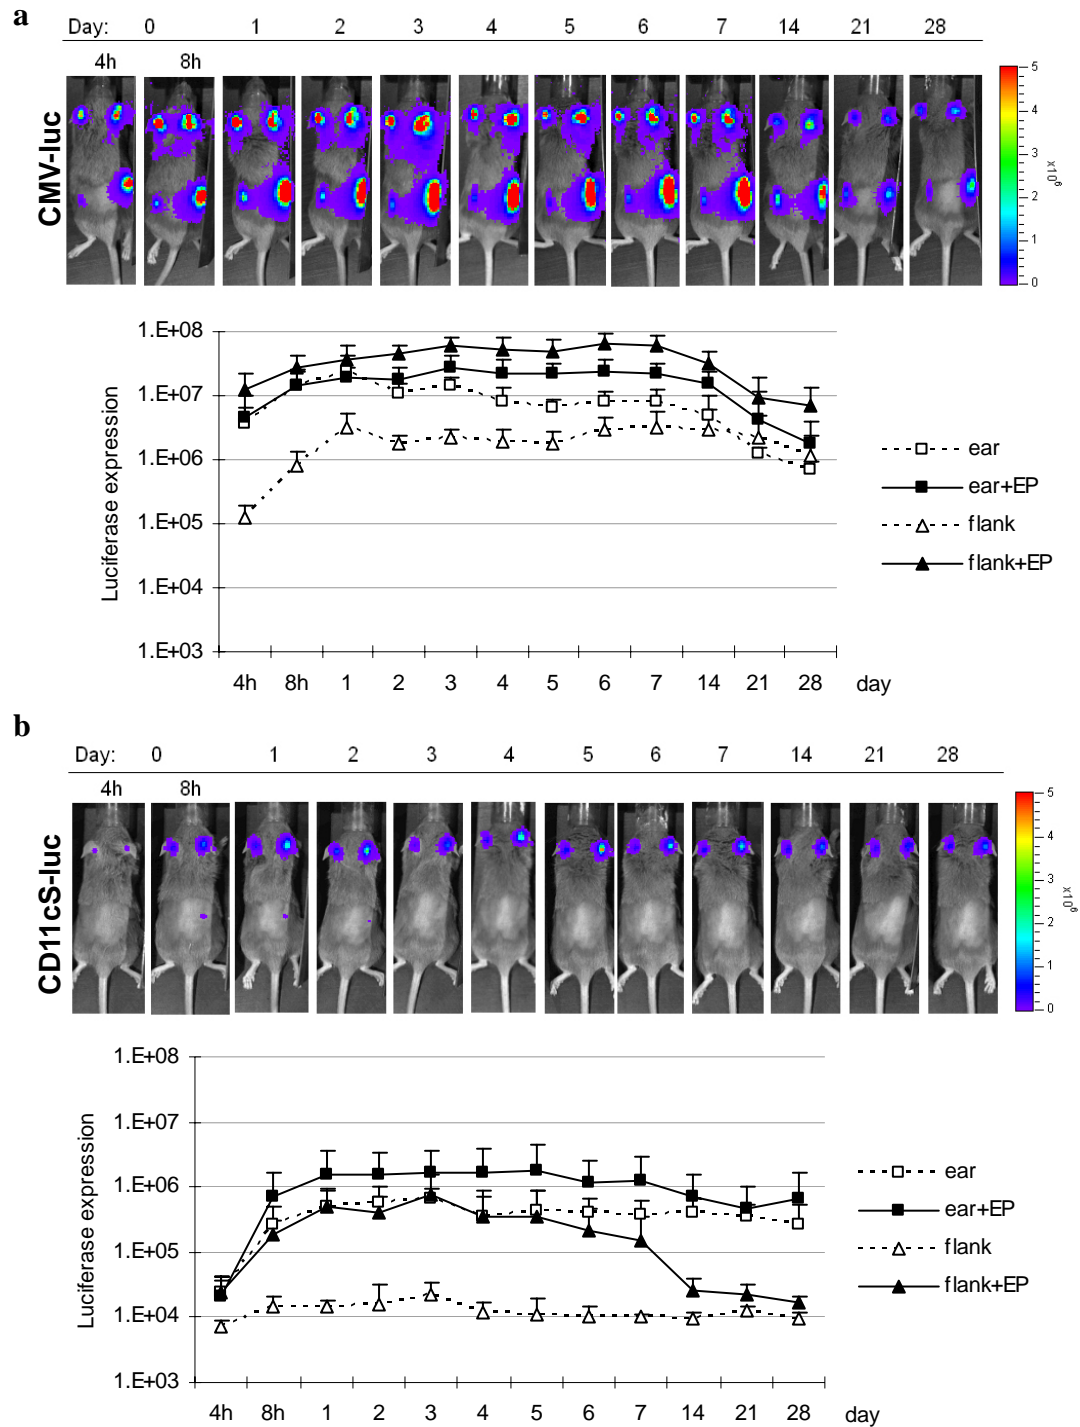 a
Day: 0 1 2 3 4 5 6 7 14 21 28
4h 8h
CMV-luc
5
4
3
2
1
0
x10⁶
1.E+08
1.E+07
1.E+06
1.E+05
1.E+04
1.E+03
Luciferase expression
4h 8h 1 2 3 4 5 6 7 14 21 28 day
ear
ear+EP
flank
flank+EP
b
Day: 0 1 2 3 4 5 6 7 14 21 28
4h 8h
CD11cS-luc
5
4
3
2
1
0
x10⁶
1.E+08
1.E+07
1.E+06
1.E+05
1.E+04
1.E+03
Luciferase expression
4h 8h 1 2 3 4 5 6 7 14 21 28 day
ear
ear+EP
flank
flank+EP